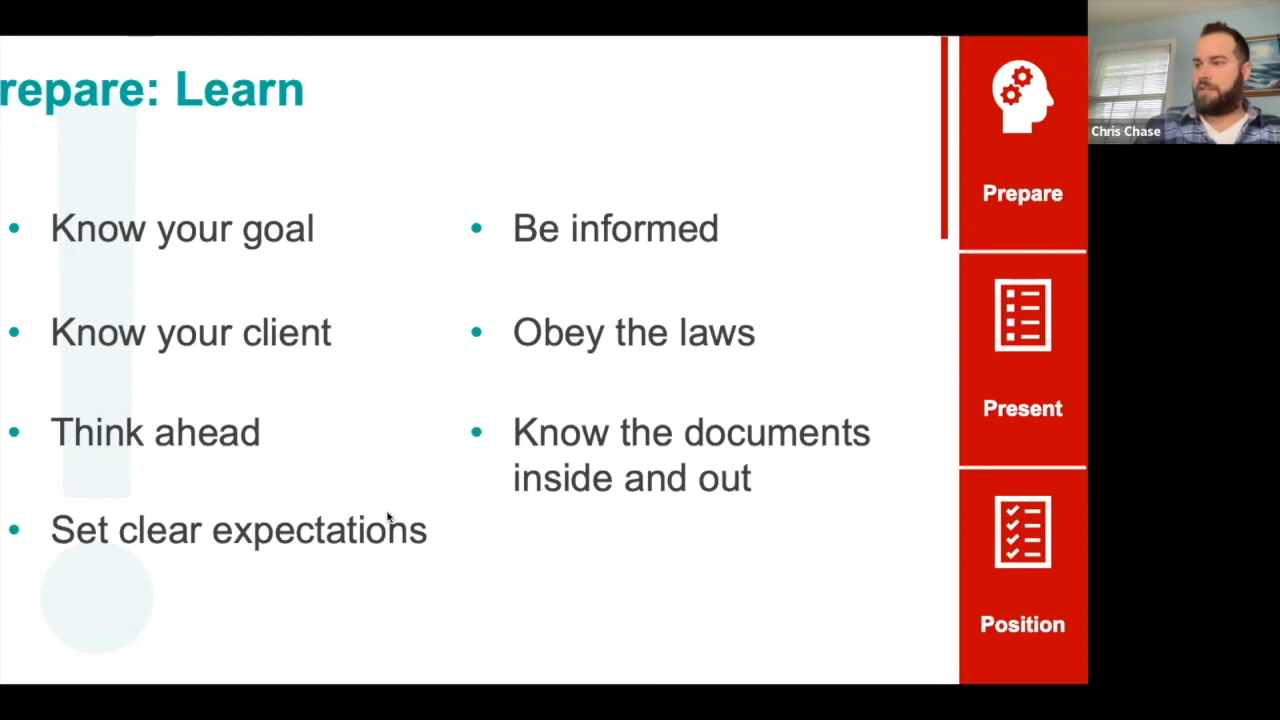 repare: Learn
• Know your goal
• Know your client
• Think ahead
• Set clear expectations
• Be informed
• Obey the laws
• Know the documents
inside and out
Prepare
Present
Position
Chris Chase